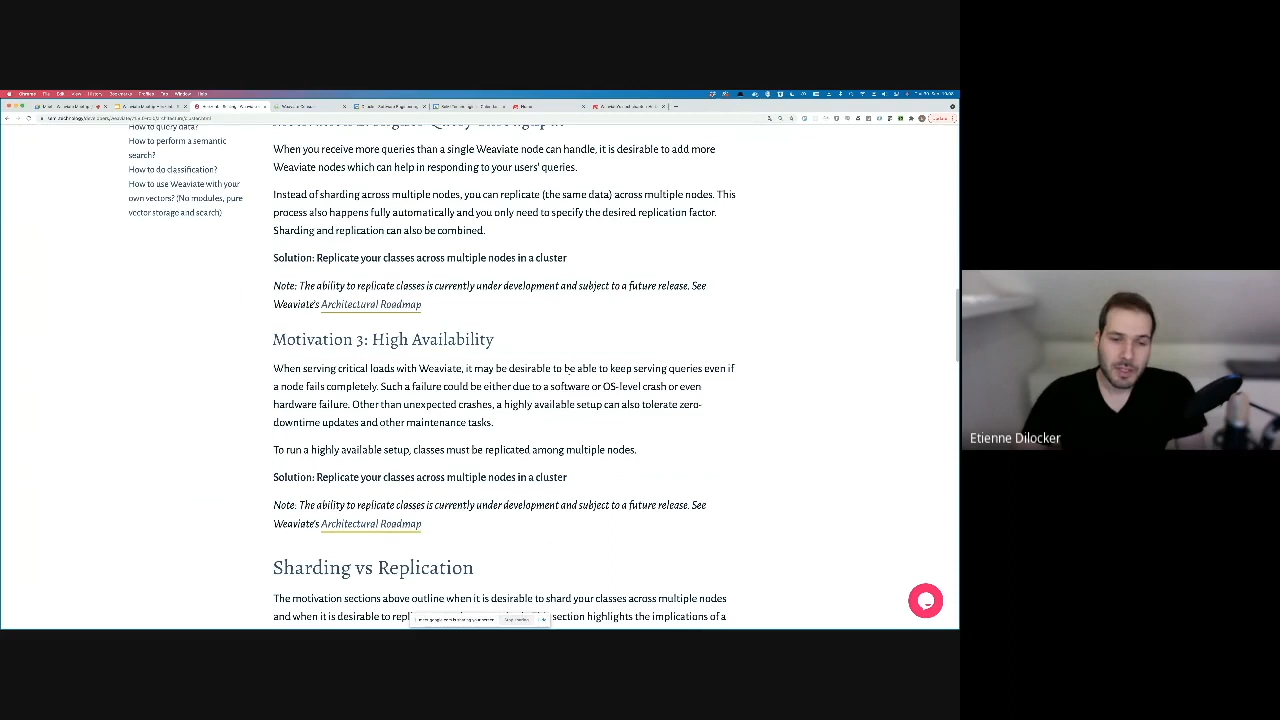 Chrome File Edit View History Bookmarks Profiles Tab Window Help
How to query data?
How to perform a semantic
search?
How to do classification?
How to use Weaviate with your
own vectors? (No modules, pure
vector storage and search)
When you receive more queries than a single Weaviate node can handle, it is desirable to add more
Weaviate nodes which can help in responding to your users' queries.
Instead of sharding across multiple nodes, you can replicate (the same data) across multiple nodes. This
process also happens fully automatically and you only need to specify the desired replication factor.
Sharding and replication can also be combined.
Solution: Replicate your classes across multiple nodes in a cluster
Note: The ability to replicate classes is currently under development and subject to a future release. See
Weaviate's Architectural Roadmap
Motivation 3: High Availability
When serving critical loads with Weaviate, it may be desirable to be able to keep serving queries even if
a node fails completely. Such a failure could be either due to a software or OS-level crash or even
hardware failure. Other than unexpected crashes, a highly available setup can also tolerate zero-
downtime updates and other maintenance tasks.
To run a highly available setup, classes must be replicated among multiple nodes.
Solution: Replicate your classes across multiple nodes in a cluster
Note: The ability to replicate classes is currently under development and subject to a future release. See
Weaviate's Architectural Roadmap
Sharding vs Replication
The motivation sections above outline when it is desirable to shard your classes across multiple nodes
and when it is desirable to
section highlights the implications of a
Stop sharing
Etienne Dilocker